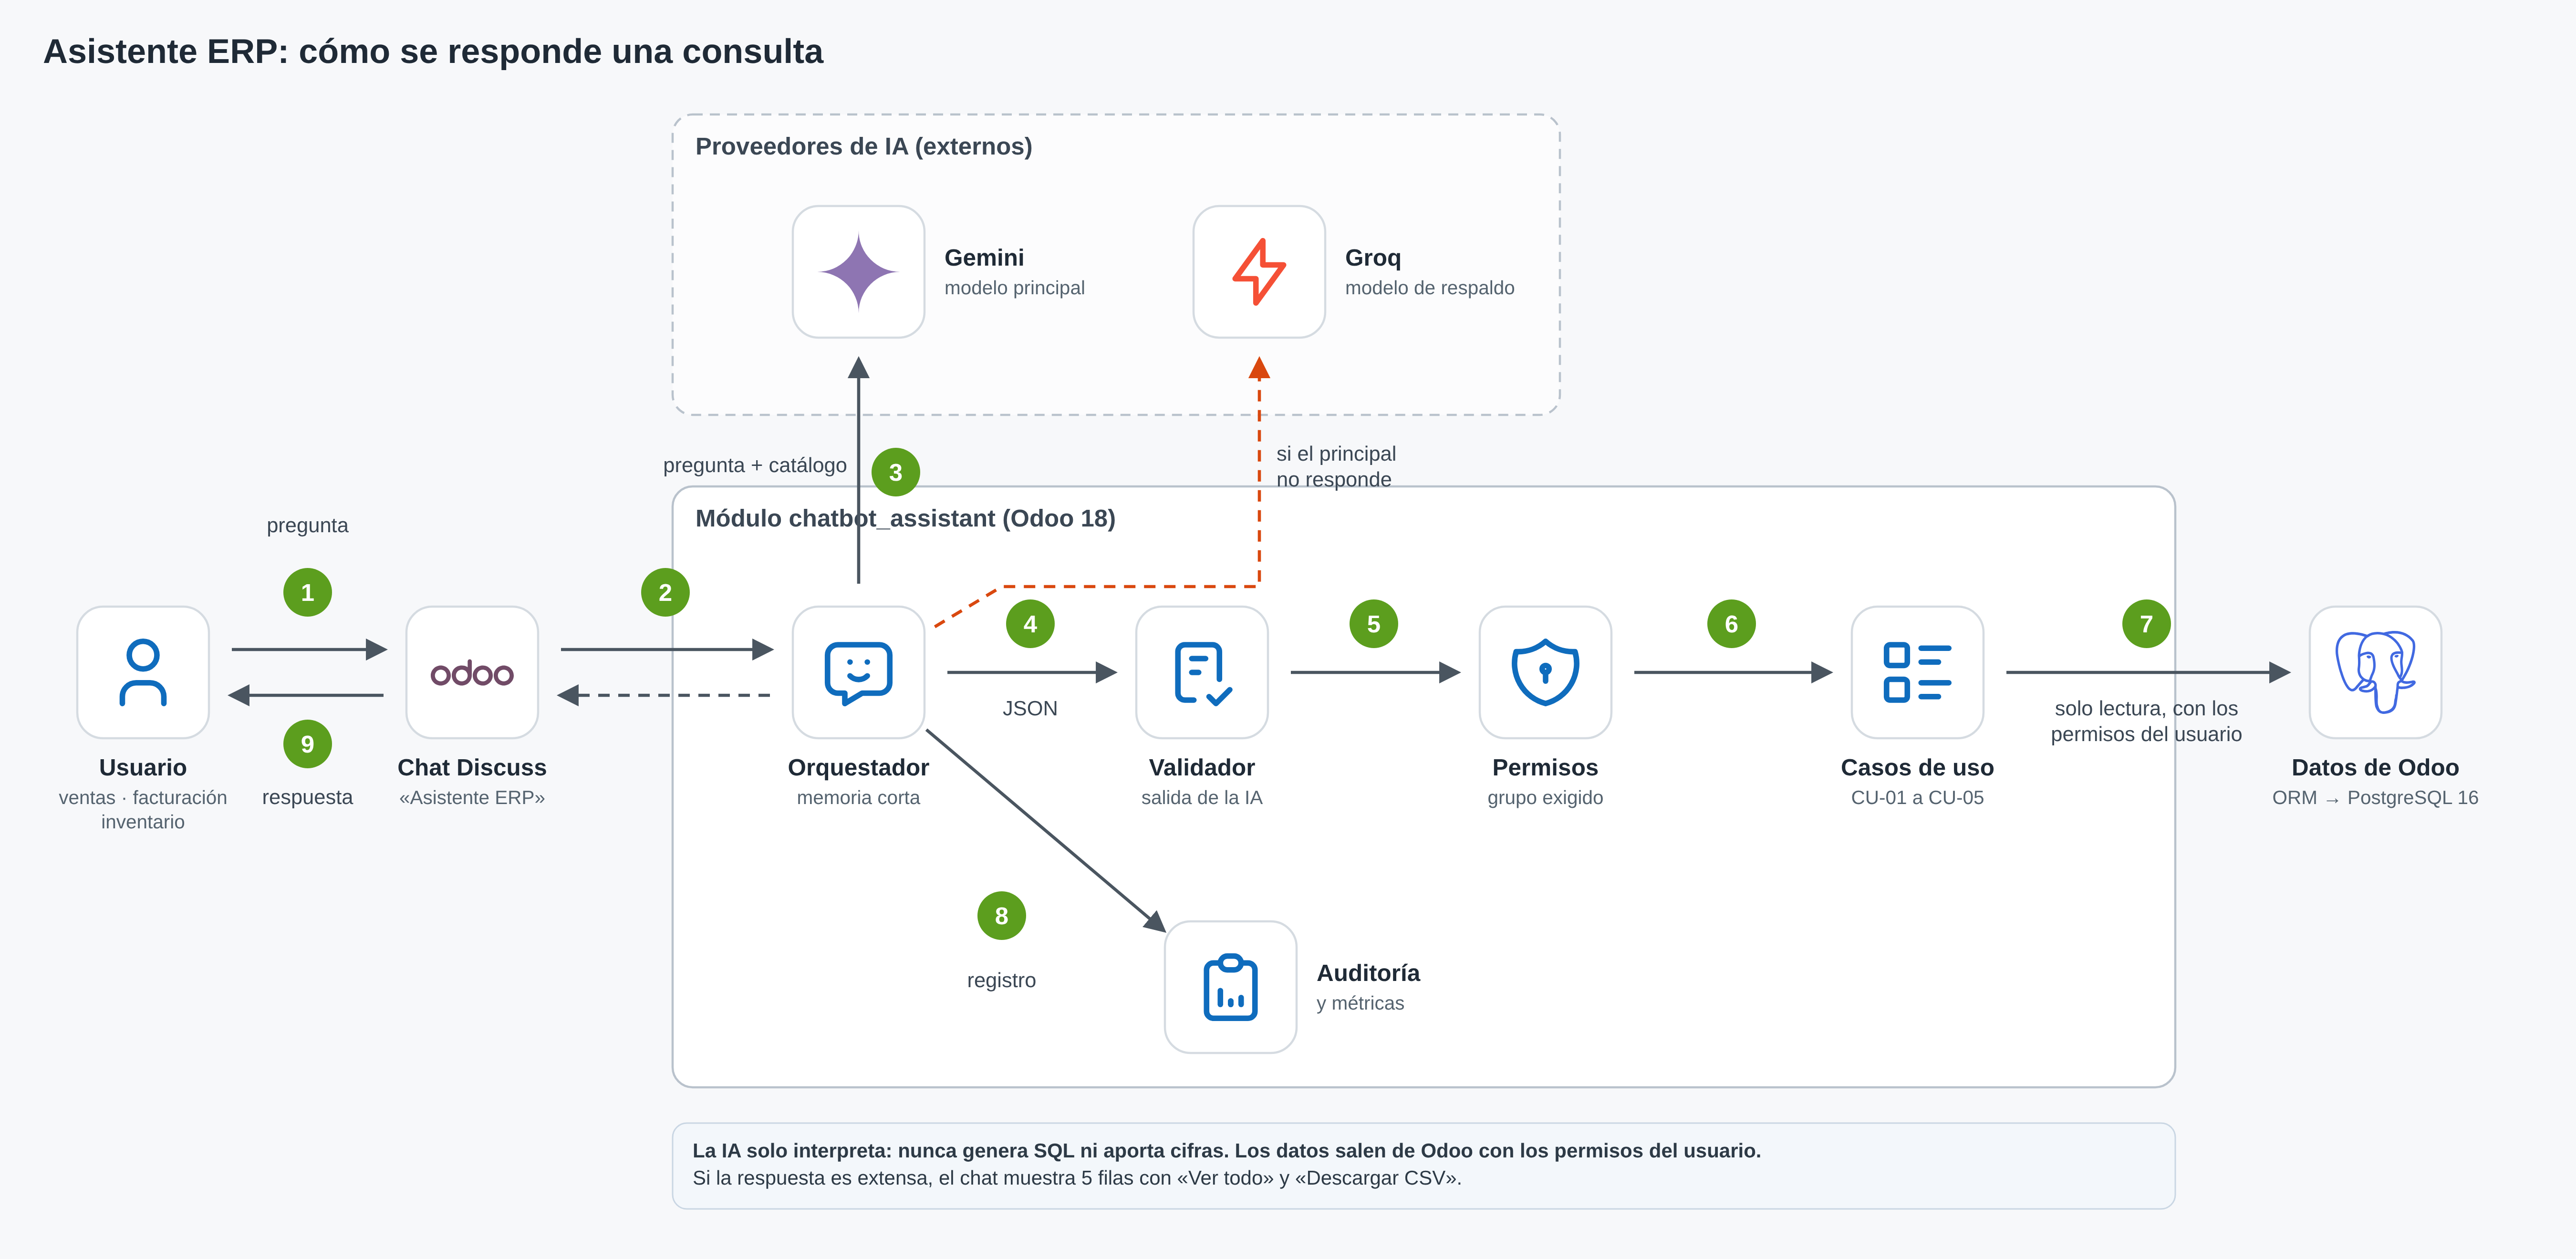 Asistente ERP: cómo se responde una consulta
Proveedores de IA (externos)
Gemini
modelo principal
Groq
modelo de respaldo
pregunta + catálogo
3
si el principal
no responde
Módulo chatbot_assistant (Odoo 18)
pregunta
1
2
4
5
6
7
odoo
JSON
solo lectura, con los
permisos del usuario
9
respuesta
Usuario
ventas · facturación
inventario
Chat Discuss
«Asistente ERP»
Orquestador
memoria corta
Validador
salida de la IA
Permisos
grupo exigido
Casos de uso
CU-01 a CU-05
Datos de Odoo
ORM → PostgreSQL 16
8
registro
Auditoría
y métricas
La IA solo interpreta: nunca genera SQL ni aporta cifras. Los datos salen de Odoo con los permisos del usuario.
Si la respuesta es extensa, el chat muestra 5 filas con «Ver todo» y «Descargar CSV».